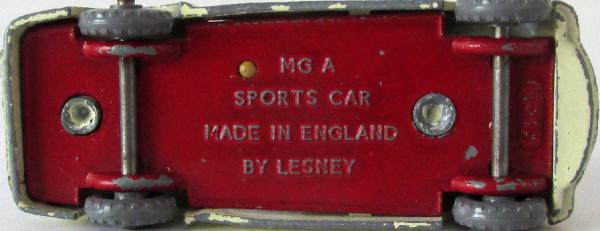 MG A
SPORTS CAR
MADE IN ENGLAND
BY LESNEY